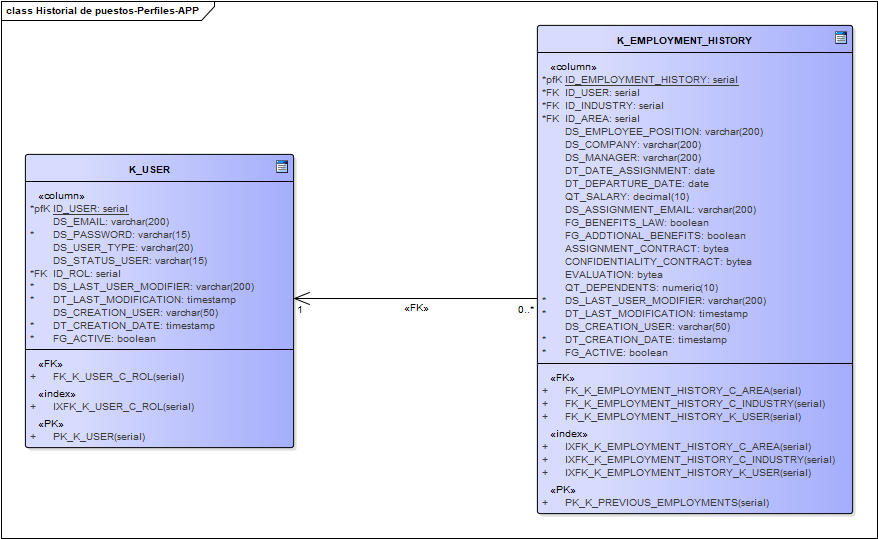 class Historial de puestos-Perfiles-APP
K_USER
«column»
*pfK ID_USER: serial
DS_EMAIL: varchar(200)
* DS_PASSWORD: varchar(15)
DS_USER_TYPE: varchar(20)
DS_STATUS_USER: varchar(15)
*FK ID_ROL: serial
* DS_LAST_USER_MODIFIER: varchar(200)
* DT_LAST_MODIFICATION: timestamp
DS_CREATION_USER: varchar(50)
* DT_CREATION_DATE: timestamp
* FG_ACTIVE: boolean
«FK»
+ FK_K_USER_C_ROL(serial)
«index»
+ IXFK_K_USER_C_ROL(serial)
«PK»
+ PK_K_USER(serial)
1
«FK»
0..*
K_EMPLOYMENT_HISTORY
«column»
*pfK ID_EMPLOYMENT_HISTORY: serial
*FK ID_USER: serial
*FK ID_INDUSTRY: serial
*FK ID_AREA: serial
DS_EMPLOYEE_POSITION: varchar(200)
DS_COMPANY: varchar(200)
DS_MANAGER: varchar(200)
DT_DATE_ASSIGNMENT: date
DT_DEPARTURE_DATE: date
QT_SALARY: decimal(10)
DS_ASSIGNMENT_EMAIL: varchar(200)
FG_BENEFITS_LAW: boolean
FG_ADDTIONAL_BENEFITS: boolean
ASSIGNMENT_CONTRACT: bytea
CONFIDENTIALITY_CONTRACT: bytea
EVALUATION: bytea
QT_DEPENDENTS: numeric(10)
* DS_LAST_USER_MODIFIER: varchar(200)
* DT_LAST_MODIFICATION: timestamp
DS_CREATION_USER: varchar(50)
* DT_CREATION_DATE: timestamp
* FG_ACTIVE: boolean
«FK»
+ FK_K_EMPLOYMENT_HISTORY_C_AREA(serial)
+ FK_K_EMPLOYMENT_HISTORY_C_INDUSTRY(serial)
+ FK_K_EMPLOYMENT_HISTORY_K_USER(serial)
«index»
+ IXFK_K_EMPLOYMENT_HISTORY_C_AREA(serial)
+ IXFK_K_EMPLOYMENT_HISTORY_C_INDUSTRY(serial)
+ IXFK_K_EMPLOYMENT_HISTORY_K_USER(serial)
«PK»
+ PK_K_PREVIOUS_EMPLOYMENTS(serial)